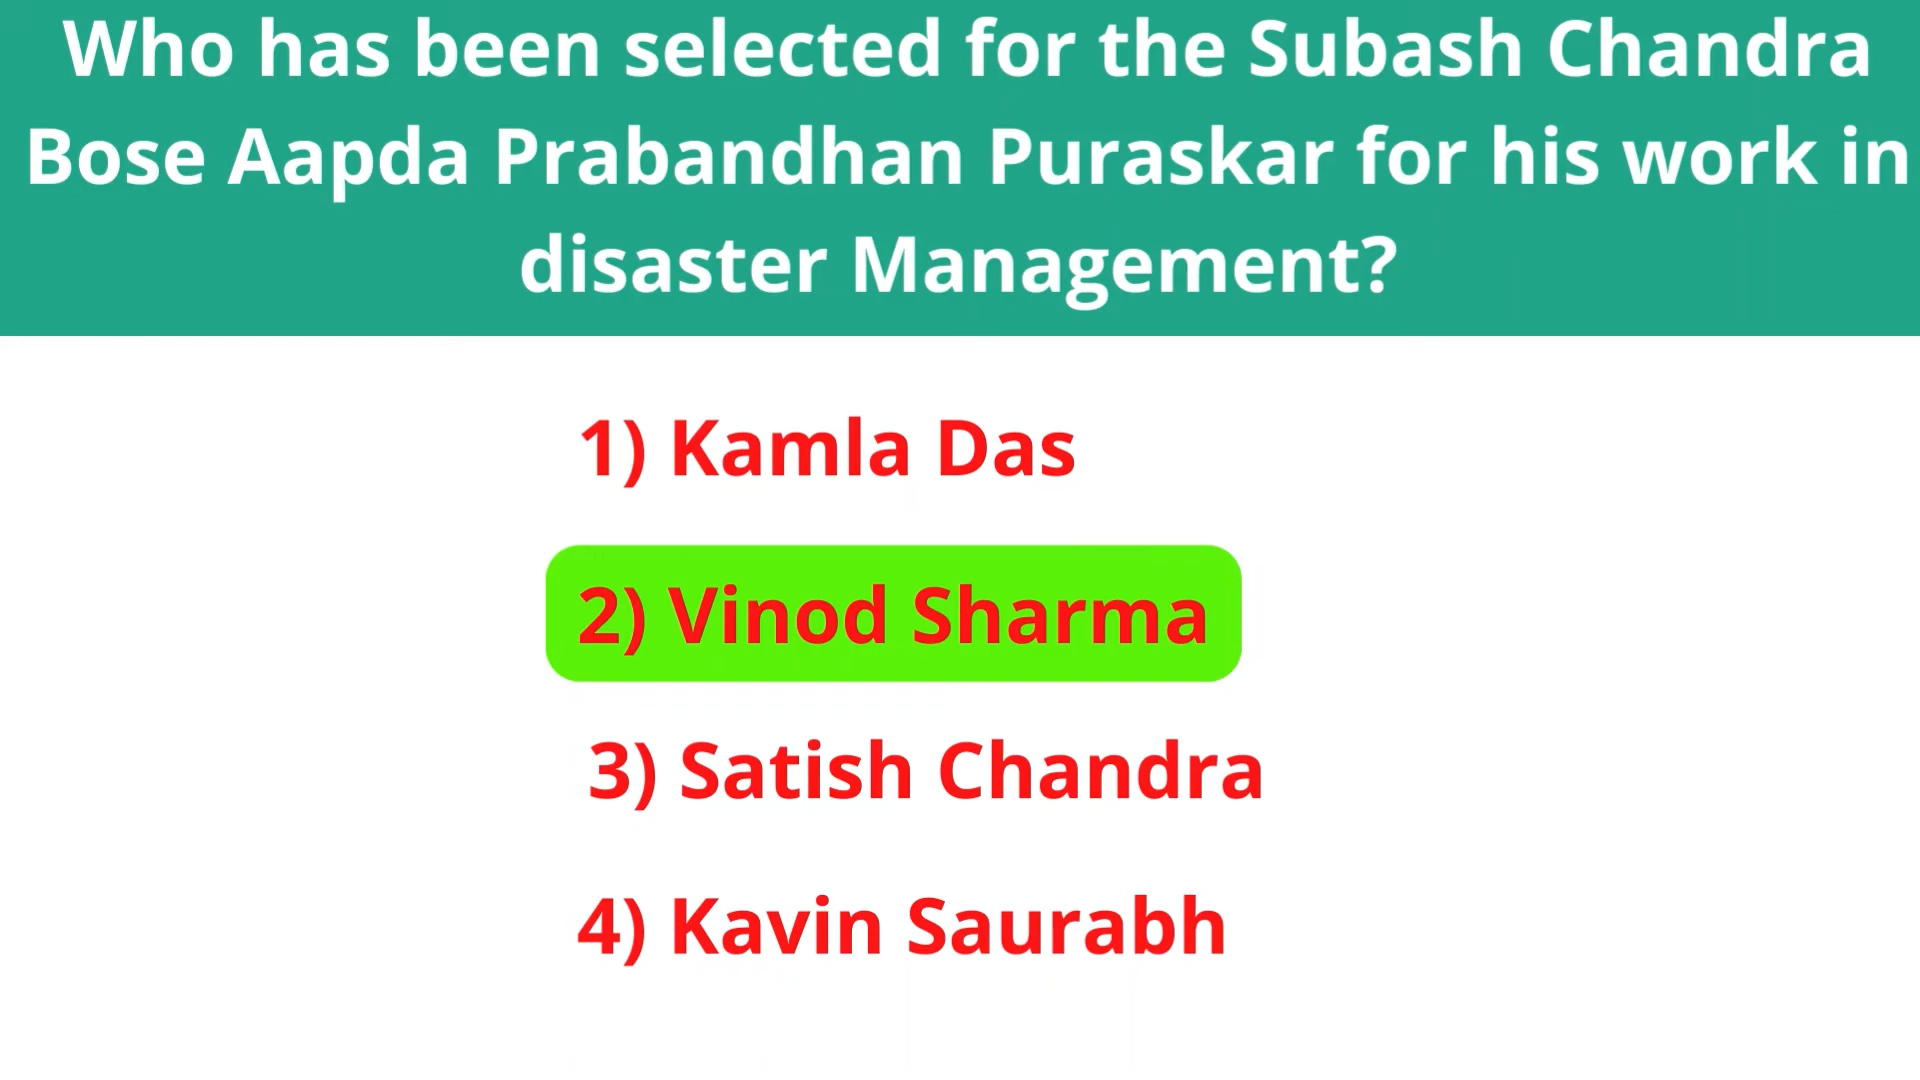 Who has been selected for the Subash Chandra
Bose Aapda Prabandhan Puraskar for his work in
disaster Management?
1) Kamla Das
2) Vinod Sharma
3) Satish Chandra
4) Kavin Saurabh